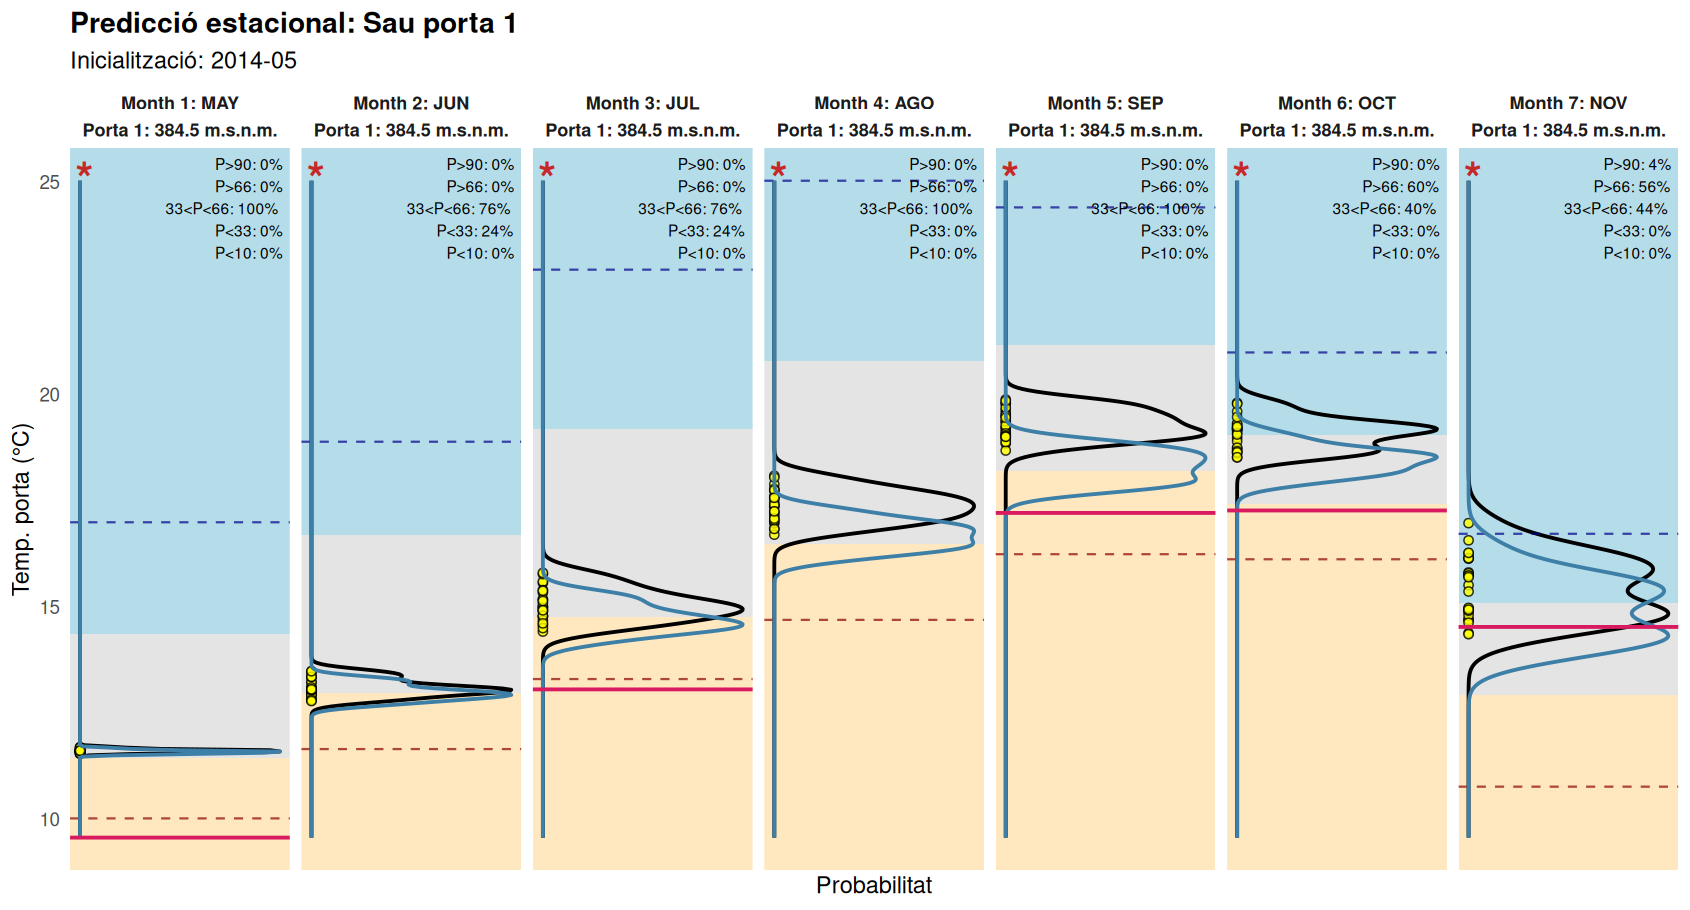 Predicció estacional: Sau porta 1
Inicialització: 2014-05
Month 1: MAY
Porta 1: 384.5 m.s.n.m.
Month 2: JUN
Porta 1: 384.5 m.s.n.m.
Month 3: JUL
Porta 1: 384.5 m.s.n.m.
Month 4: AGO
Porta 1: 384.5 m.s.n.m.
Month 5: SEP
Porta 1: 384.5 m.s.n.m.
Month 6: OCT
Porta 1: 384.5 m.s.n.m.
Month 7: NOV
Porta 1: 384.5 m.s.n.m.
*
P>90: 0%
P>66: 0%
33<P<66: 100%
P<33: 0%
P<10: 0%
*
P>90: 0%
P>66: 0%
33<P<66: 76%
P<33: 24%
P<10: 0%
*
P>90: 0%
P>66: 0%
33<P<66: 76%
P<33: 24%
P<10: 0%
*
P>90: 0%
P>66: 0%
33<P<66: 100%
P<33: 0%
P<10: 0%
*
P>90: 0%
P>66: 0%
33<P<66: 100%
P<33: 0%
P<10: 0%
*
P>90: 0%
P>66: 60%
33<P<66: 40%
P<33: 0%
P<10: 0%
*
P>90: 4%
P>66: 56%
33<P<66: 44%
P<33: 0%
P<10: 0%
25
20
15
10
Temp. porta (°C)
Probabilitat